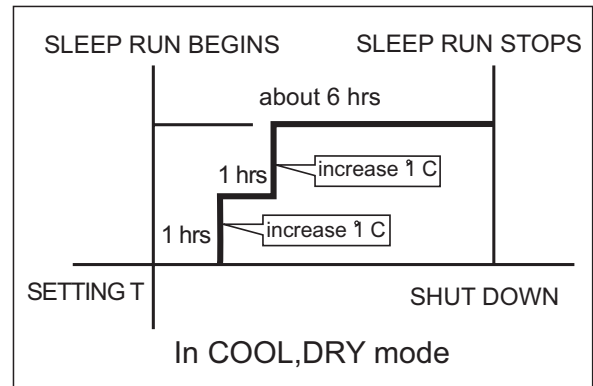 SLEEP RUN BEGINS
SLEEP RUN STOPS
about 6 hrs
1 hrs
increase 1°C
1 hrs
increase 1°C
SETTING T
SHUT DOWN
In COOL,DRY mode